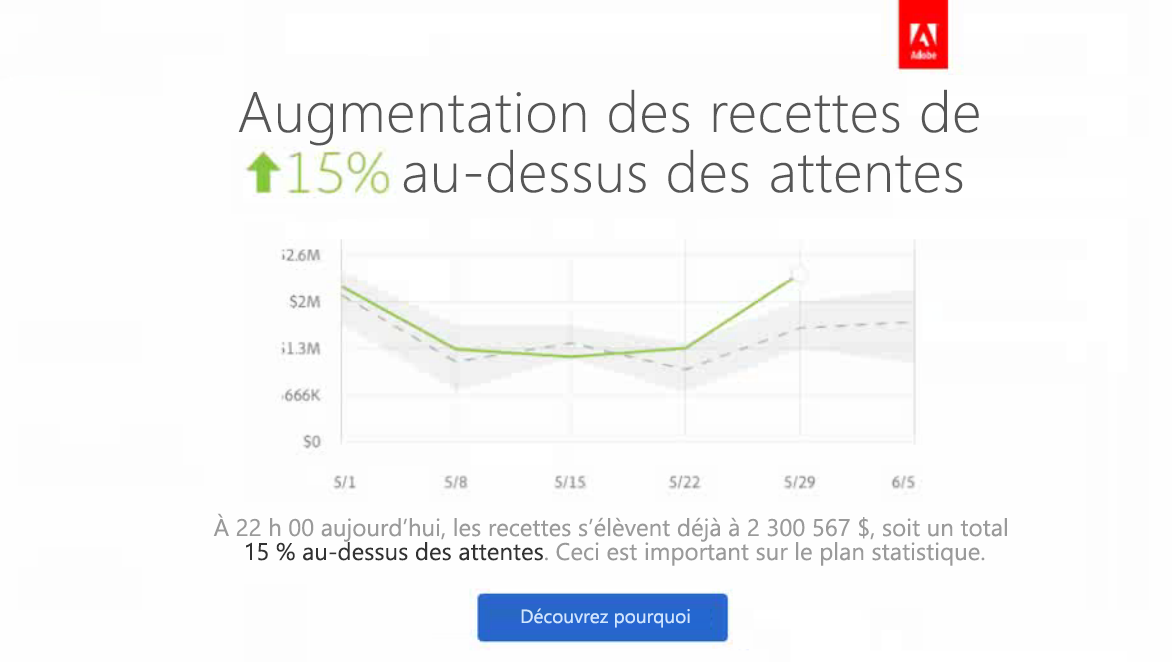 Adobe
Augmentation des recettes de
15% au-dessus des attentes
$2.6M
$2M
$1.3M
$666K
$0
5/1 5/8 5/15 5/22 5/29 6/5
À 22 h 00 aujourd’hui, les recettes s’élèvent déjà à 2 300 567 $, soit un total
15 % au-dessus des attentes. Ceci est important sur le plan statistique.
Découvrez pourquoi